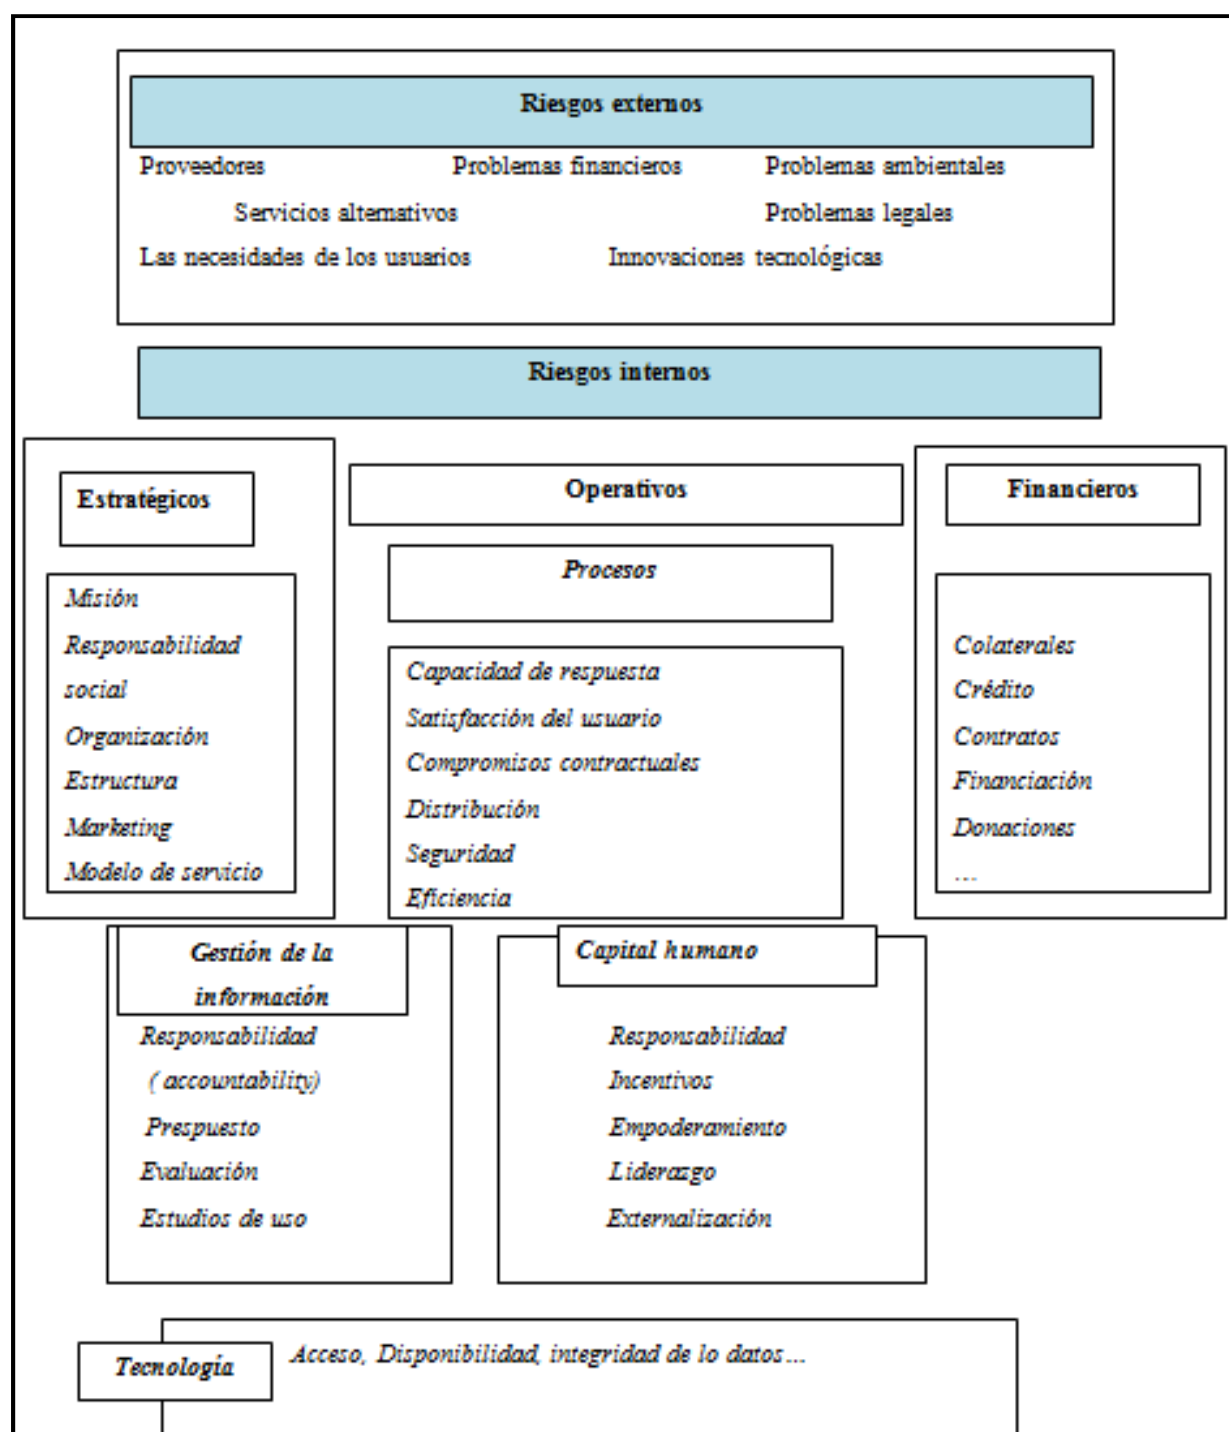 Riesgos externos
Proveedores Problemas financieros Problemas ambientales
Servicios alternativos Problemas legales
Las necesidades de los usuarios Innovaciones tecnológicas
Riesgos internos
Estratégicos
Misión
Responsabilidad
social
Organización
Estructura
Marketing
Modelo de servicio
Operativos
Procesos
Capacidad de respuesta
Satisfacción del usuario
Compromisos contractuales
Distribución
Seguridad
Eficiencia
Financieros
Colaterales
Crédito
Contratos
Financiación
Donaciones
...
Gestión de la
información
Responsabilidad
( accountability)
Prespuesto
Evaluación
Estudios de uso
Capital humano
Responsabilidad
Incentivos
Empoderamiento
Liderazgo
Externalización
Tecnología
Acceso, Disponibilidad, integridad de lo datos...